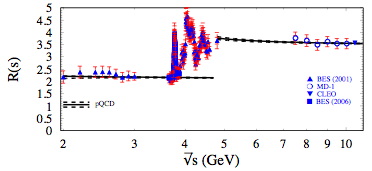 R(s)
5
4.5
4
3.5
3
2.5
2
1.5
1
0.5
0
pQCD
BES (2001)
MD-1
CLEO
BES (2006)
2 3 4 5 6 7 8 9 10
√s (GeV)